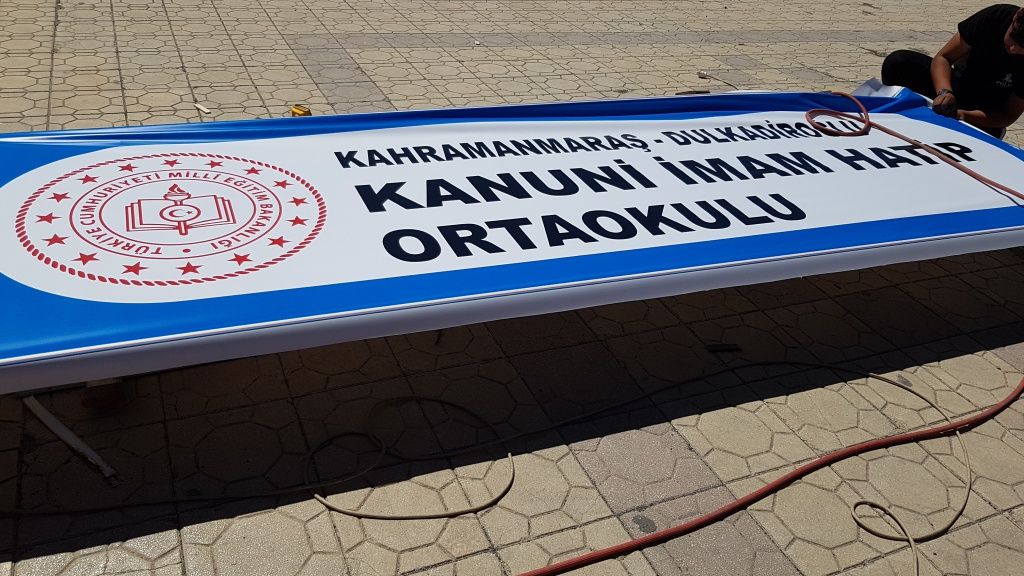 TÜRKİYE CUMHURİYETİ MİLLÎ EĞİTİM BAKANLIĞI
KAHRAMANMARAŞ - DULKADİROĞLU
KANUNİ İMAM HATİP
ORTAOKULU